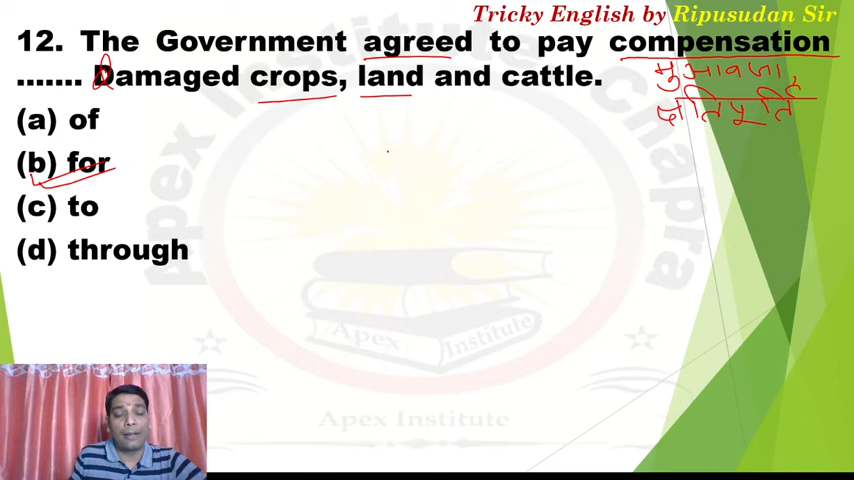 Tricky English by Ripusudan Sir
12. The Government agreed to pay compensation
....... Damaged crops, land and cattle.
मुआवजा,
क्षतिपूर्ति
(a) of
(b) for
(c) to
(d) through
Apex Institute Chapra
Apex Institute
Apex Institute